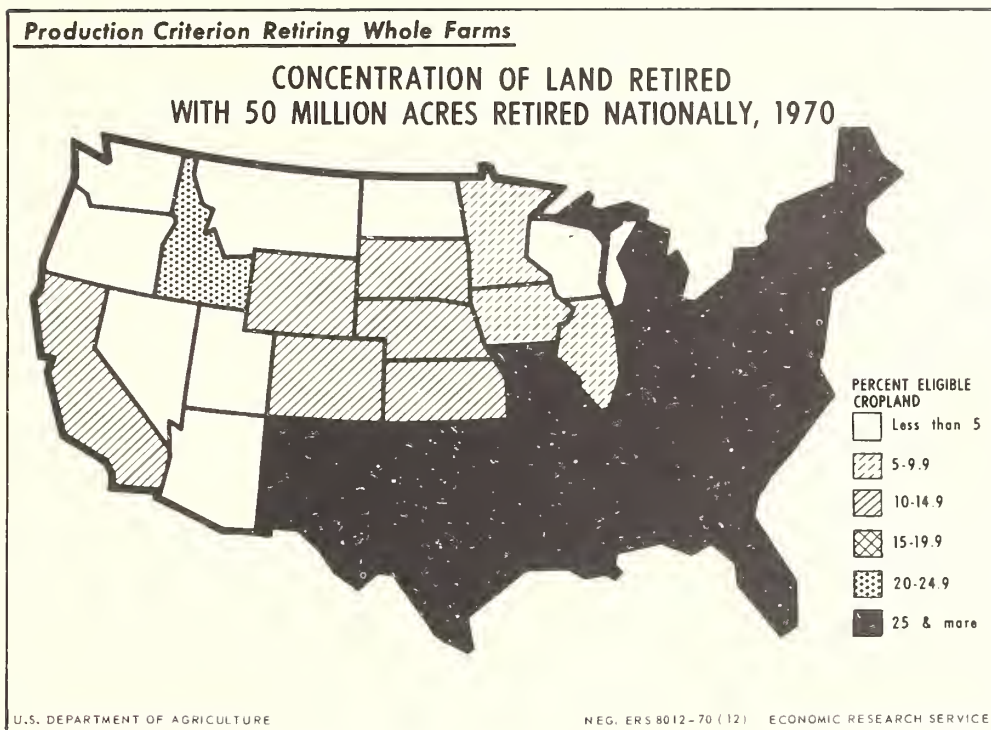 Production Criterion Retiring Whole Farms
CONCENTRATION OF LAND RETIRED
WITH 50 MILLION ACRES RETIRED NATIONALLY, 1970
PERCENT ELIGIBLE
CROPLAND
Less than 5
5-9.9
10-14.9
15-19.9
20-24.9
25 & more
U.S. DEPARTMENT OF AGRICULTURE
NEG. ERS 8012-70 (12) ECONOMIC RESEARCH SERVICE